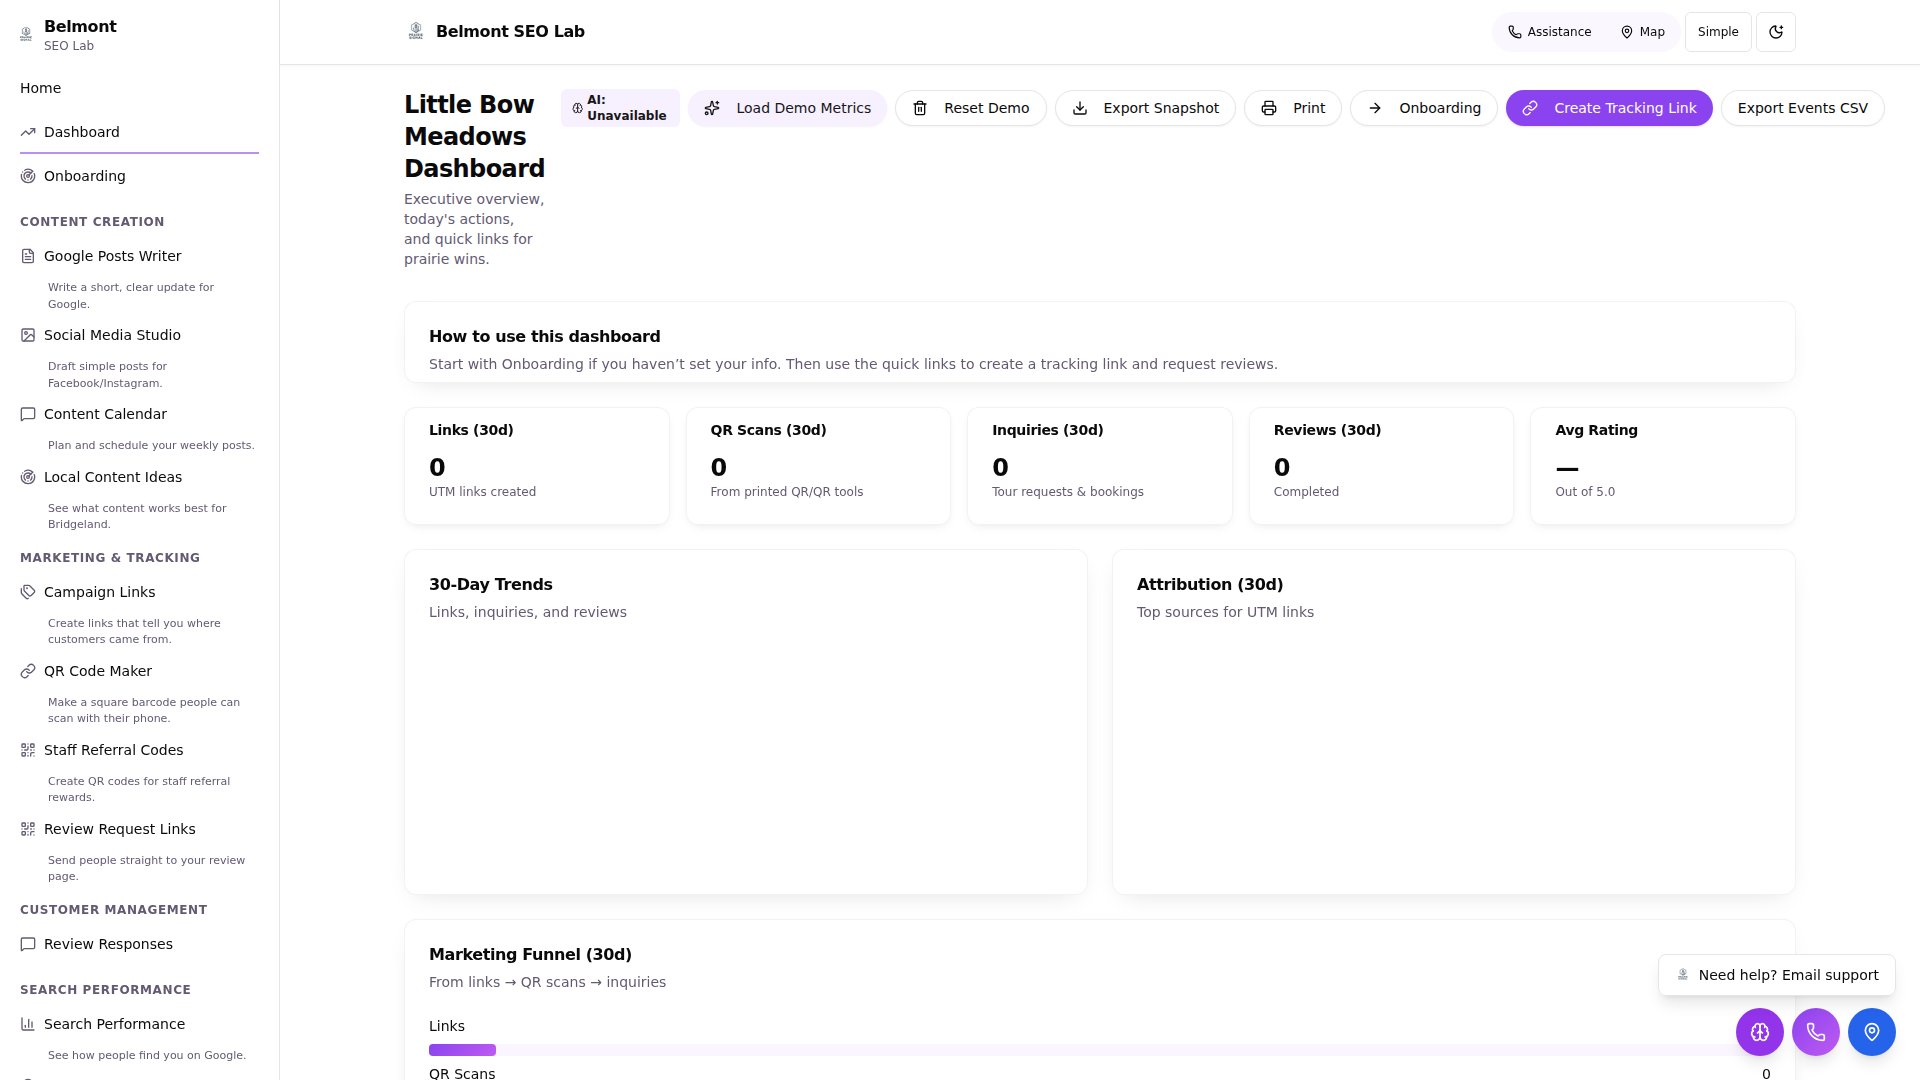 Belmont
SEO Lab
Home
Dashboard
Onboarding
CONTENT CREATION
Google Posts Writer
Write a short, clear update for
Google.
Social Media Studio
Draft simple posts for
Facebook/Instagram.
Content Calendar
Plan and schedule your weekly posts.
Local Content Ideas
See what content works best for
Bridgeland.
MARKETING & TRACKING
Campaign Links
Create links that tell you where
customers came from.
QR Code Maker
Make a square barcode people can
scan with their phone.
Staff Referral Codes
Create QR codes for staff referral
rewards.
Review Request Links
Send people straight to your review
page.
CUSTOMER MANAGEMENT
Review Responses
SEARCH PERFORMANCE
Search Performance
See how people find you on Google.
Belmont SEO Lab
Assistance
Map
Simple
Little Bow
Meadows
Dashboard
Executive overview,
today's actions,
and quick links for
prairie wins.
AI:
Unavailable
Load Demo Metrics
Reset Demo
Export Snapshot
Print
Onboarding
Create Tracking Link
Export Events CSV
How to use this dashboard
Start with Onboarding if you haven’t set your info. Then use the quick links to create a tracking link and request reviews.
Links (30d)
0
UTM links created
QR Scans (30d)
0
From printed QR/QR tools
Inquiries (30d)
0
Tour requests & bookings
Reviews (30d)
0
Completed
Avg Rating
—
Out of 5.0
30-Day Trends
Links, inquiries, and reviews
Attribution (30d)
Top sources for UTM links
Marketing Funnel (30d)
From links → QR scans → inquiries
Links
QR Scans
0
Need help? Email support